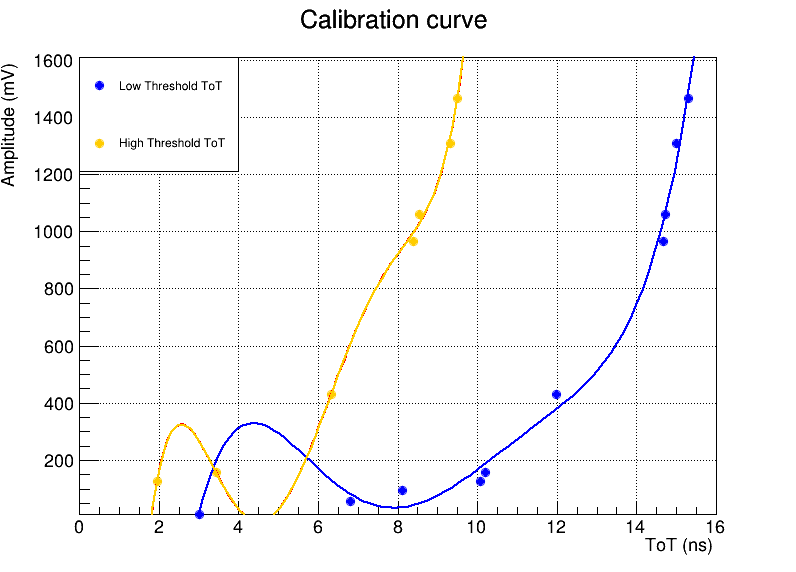 Calibration curve
Amplitude (mV)
1600
1400
1200
1000
800
600
400
200
Low Threshold ToT
High Threshold ToT
0 2 4 6 8 10 12 14 16
ToT (ns)